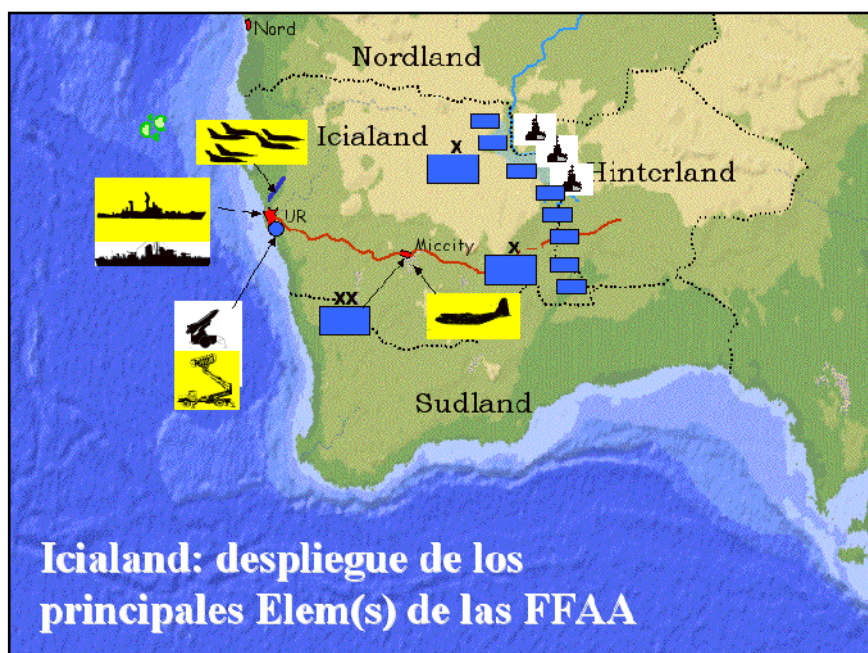 Nord
Nordland
Icialand
X
Hinterland
UR
Miccity
X
XX
Sudland
Icialand: despliegue de los
principales Elem(s) de las FFAA